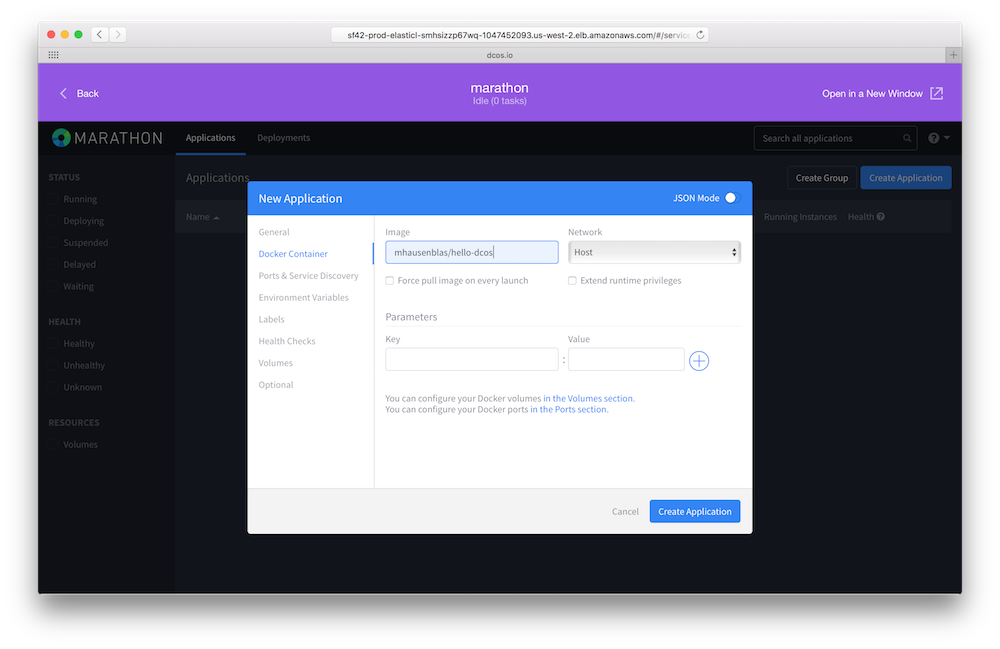 sf42-prod-elasticl-smhsizzp67wq-1047452093.us-west-2.elb.amazonaws.com/#/service
dcos.io
Back
marathon
Idle (0 tasks)
Open in a New Window
MARATHON
Applications
Deployments
Search all applications
STATUS
Running
Deploying
Suspended
Delayed
Waiting
HEALTH
Healthy
Unhealthy
Unknown
RESOURCES
Volumes
Applications
Create Group
Create Application
Name
Running Instances
Health
New Application
JSON Mode
General
Docker Container
Ports & Service Discovery
Environment Variables
Labels
Health Checks
Volumes
Optional
Image
Network
mhausenblas/hello-dcos
Host
Force pull image on every launch
Extend runtime privileges
Parameters
Key
Value
:
You can configure your Docker volumes in the Volumes section.
You can configure your Docker ports in the Ports section.
Cancel
Create Application